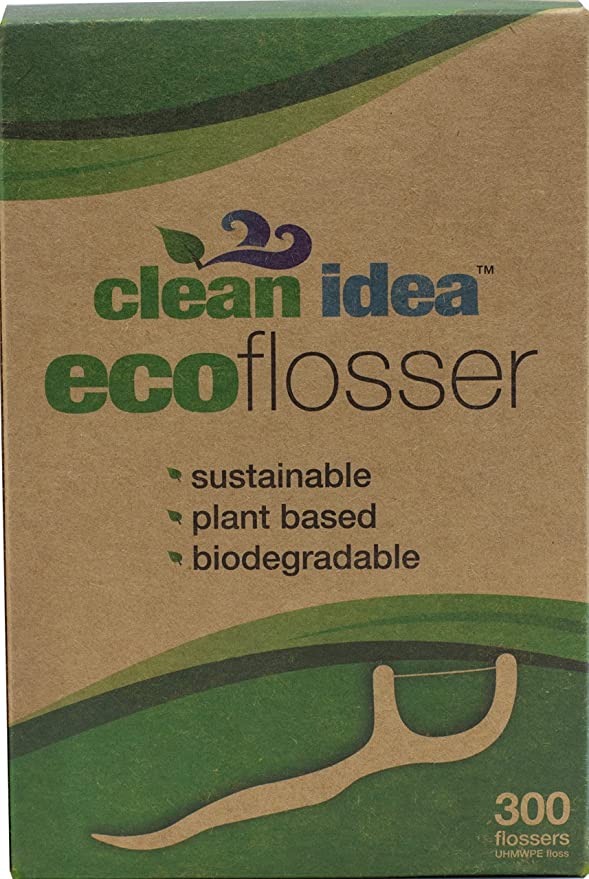 clean idea™
ecoflosser
sustainable
plant based
biodegradable
300
flossers
UHMWPE floss